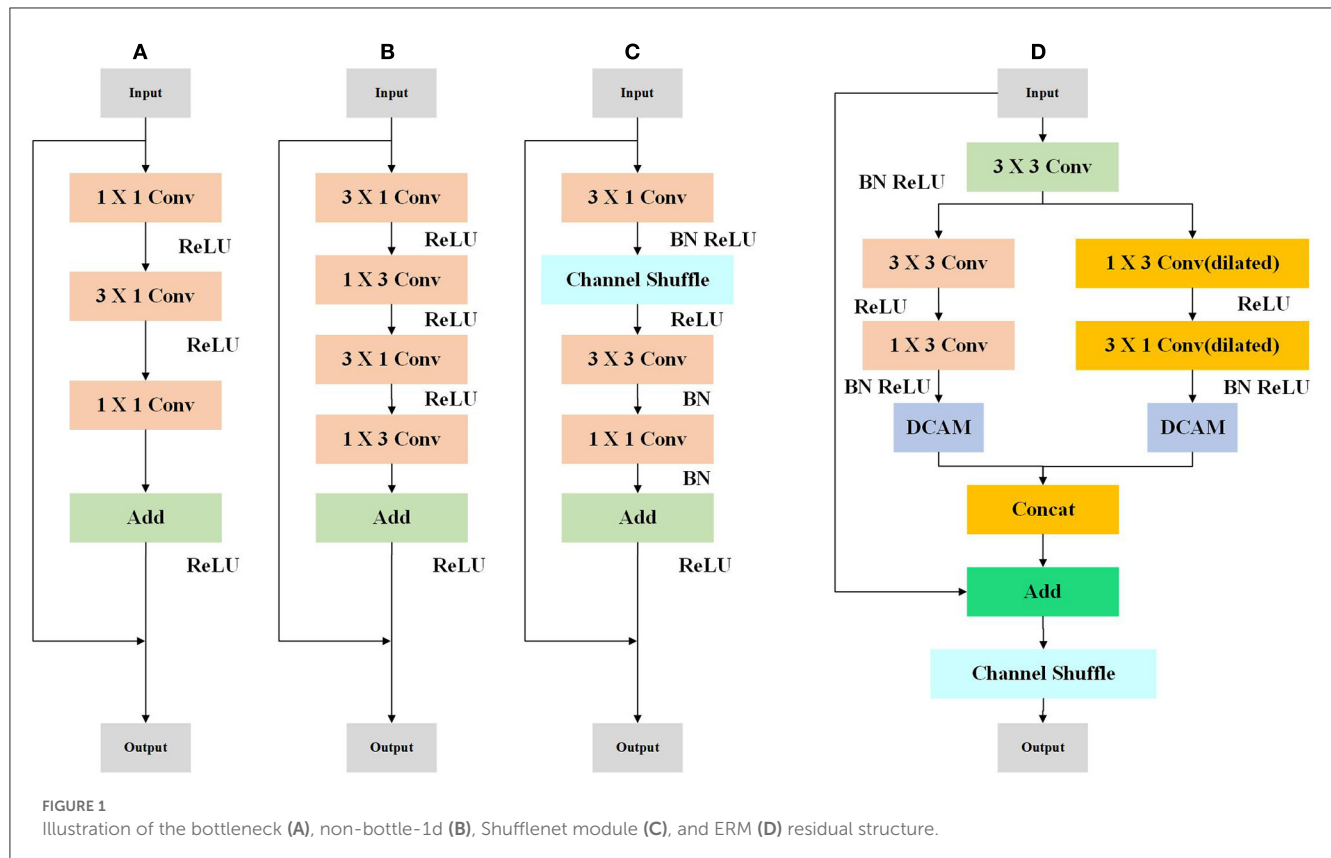 A
Input
1 X 1 Conv
ReLU
3 X 1 Conv
ReLU
1 X 1 Conv
Add
ReLU
Output
B
Input
3 X 1 Conv
ReLU
1 X 3 Conv
ReLU
3 X 1 Conv
ReLU
1 X 3 Conv
Add
ReLU
Output
C
Input
3 X 1 Conv
BN ReLU
Channel Shuffle
ReLU
3 X 3 Conv
BN
1 X 1 Conv
BN
Add
ReLU
Output
D
Input
3 X 3 Conv
BN ReLU
3 X 3 Conv
ReLU
1 X 3 Conv
BN ReLU
DCAM
1 X 3 Conv(dilated)
ReLU
3 X 1 Conv(dilated)
BN ReLU
DCAM
Concat
Add
Channel Shuffle
Output
FIGURE 1
Illustration of the bottleneck (A), non-bottle-1d (B), Shufflenet module (C), and ERM (D) residual structure.